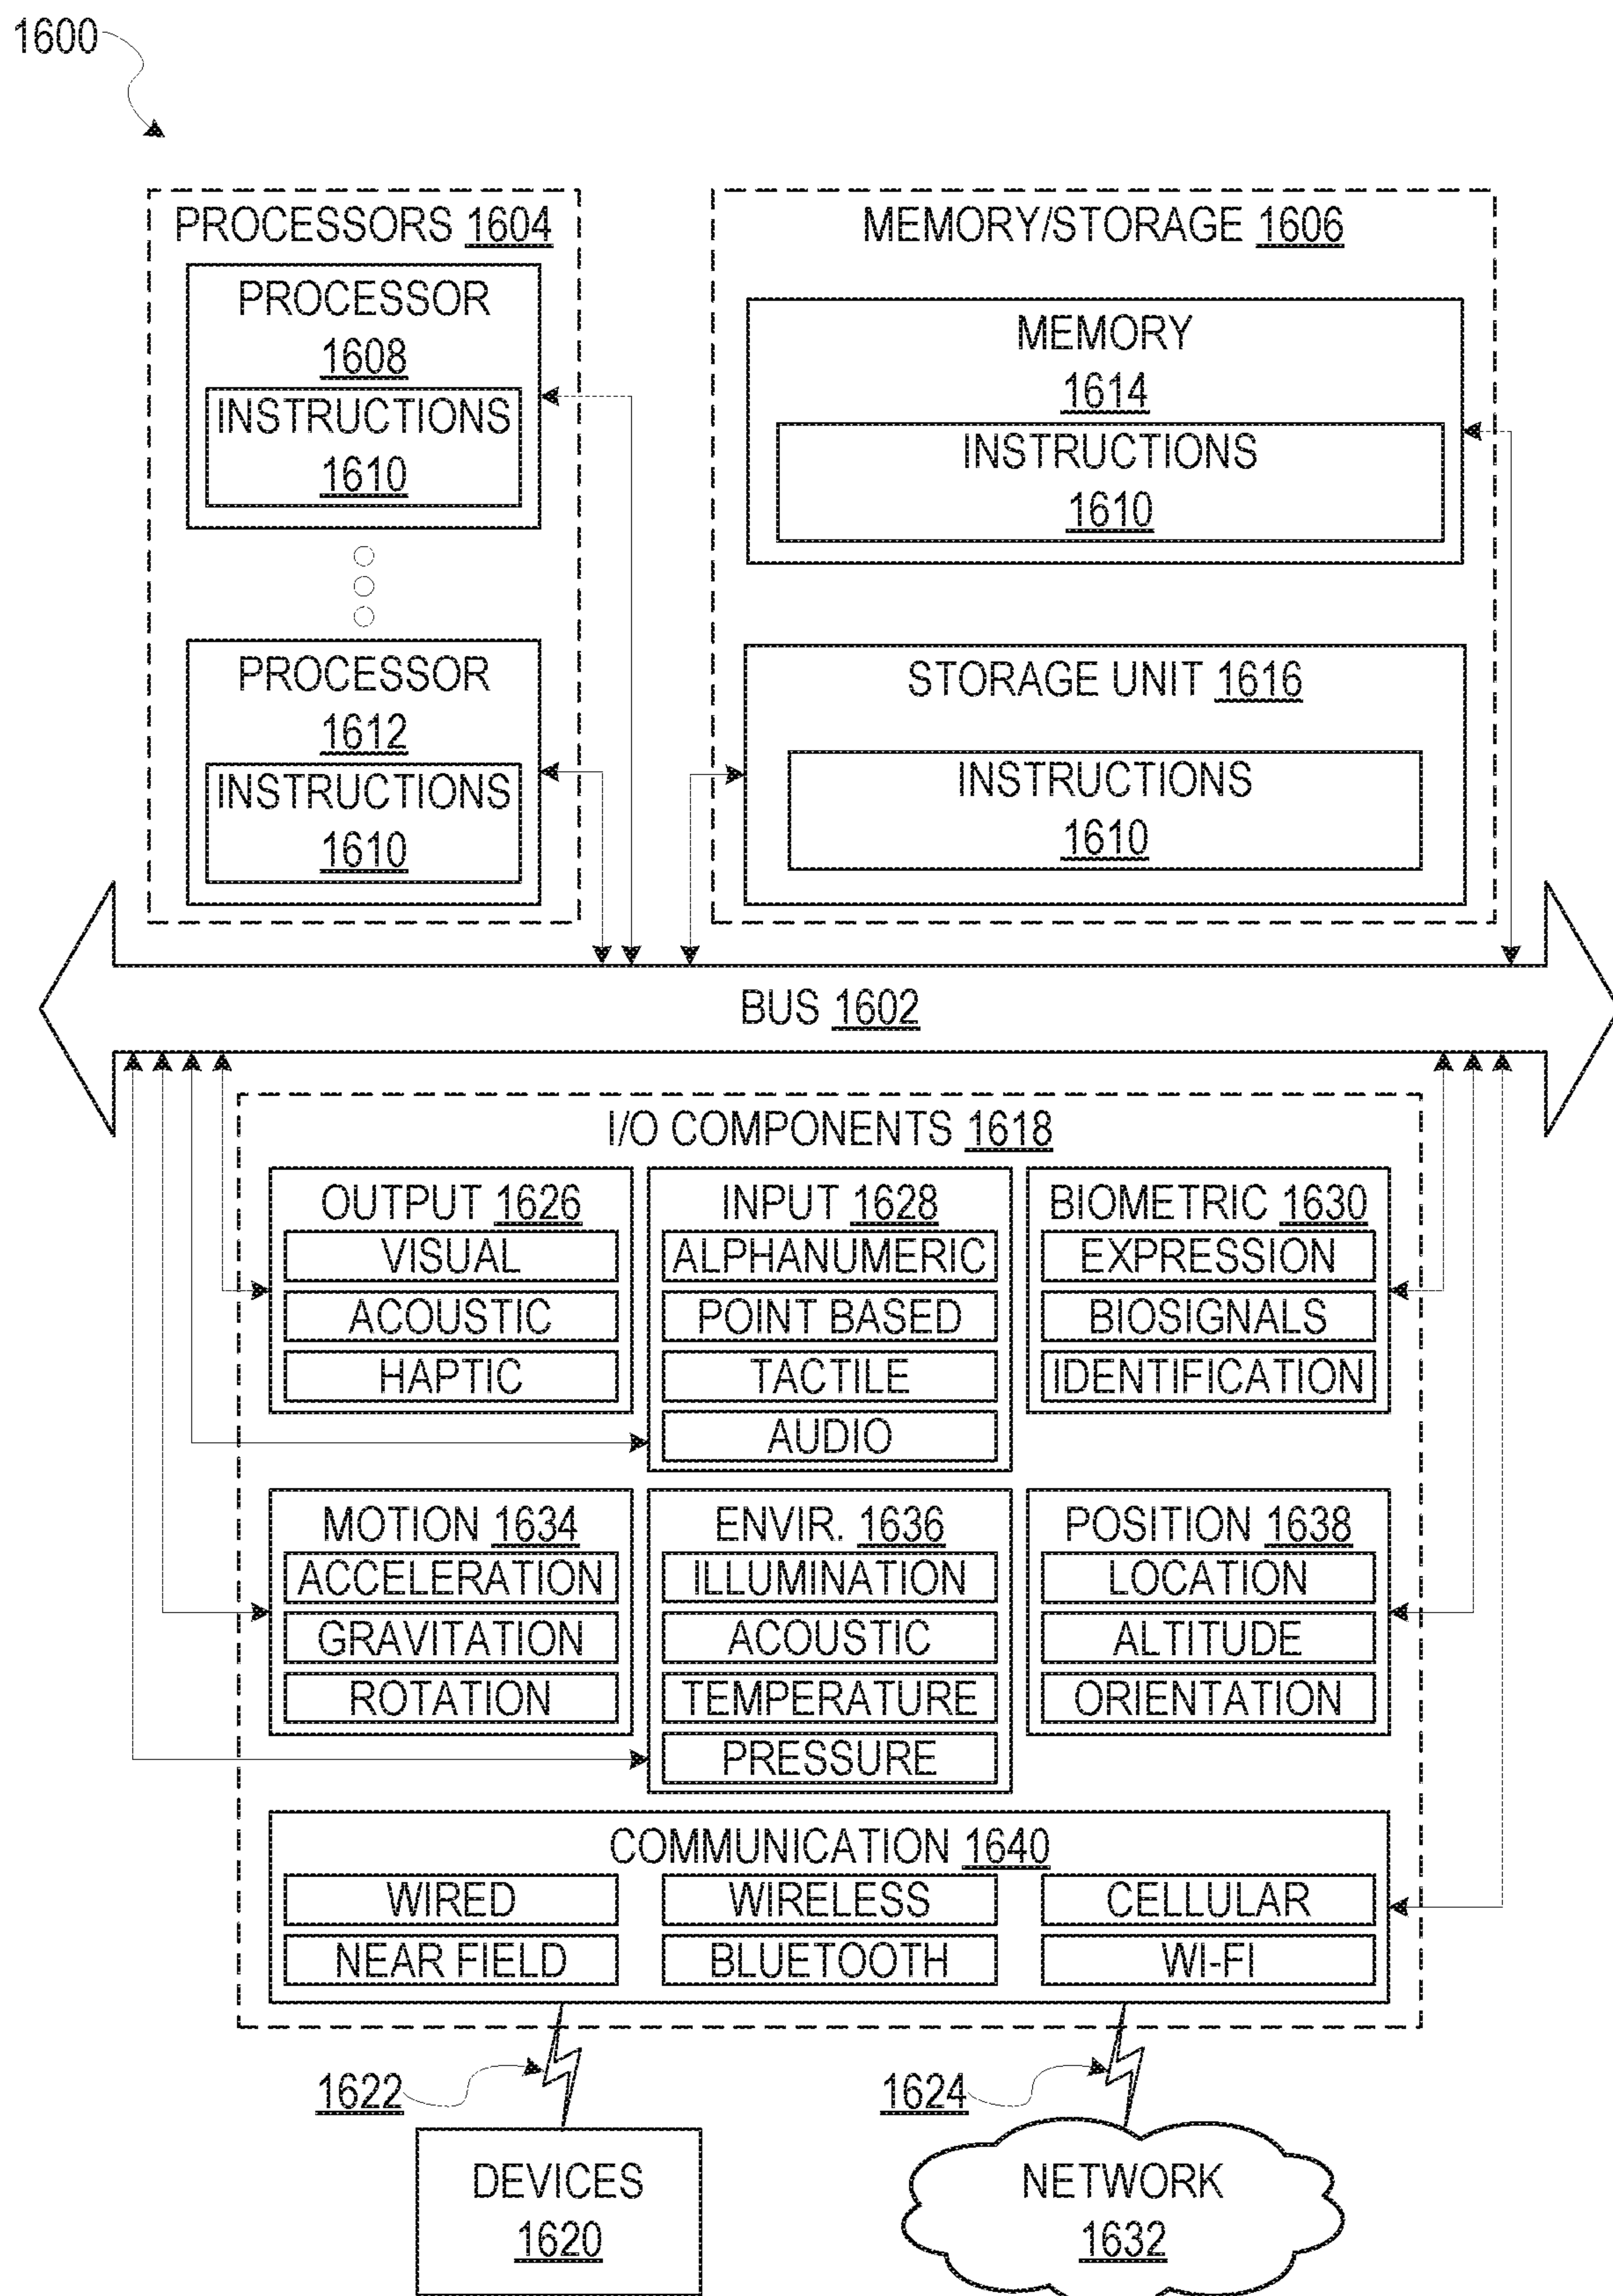 1600
PROCESSORS 1604
PROCESSOR
1608
INSTRUCTIONS
1610
PROCESSOR
1612
INSTRUCTIONS
1610
MEMORY/STORAGE 1606
MEMORY
1614
INSTRUCTIONS
1610
STORAGE UNIT 1616
INSTRUCTIONS
1610
BUS 1602
I/O COMPONENTS 1618
OUTPUT 1626
VISUAL
ACOUSTIC
HAPTIC
INPUT 1628
ALPHANUMERIC
POINT BASED
TACTILE
AUDIO
BIOMETRIC 1630
EXPRESSION
BIOSIGNALS
IDENTIFICATION
MOTION 1634
ACCELERATION
GRAVITATION
ROTATION
ENVIR. 1636
ILLUMINATION
ACOUSTIC
TEMPERATURE
PRESSURE
POSITION 1638
LOCATION
ALTITUDE
ORIENTATION
COMMUNICATION 1640
WIRED
WIRELESS
CELLULAR
NEAR FIELD
BLUETOOTH
WI-FI
1622
1624
DEVICES
1620
NETWORK
1632